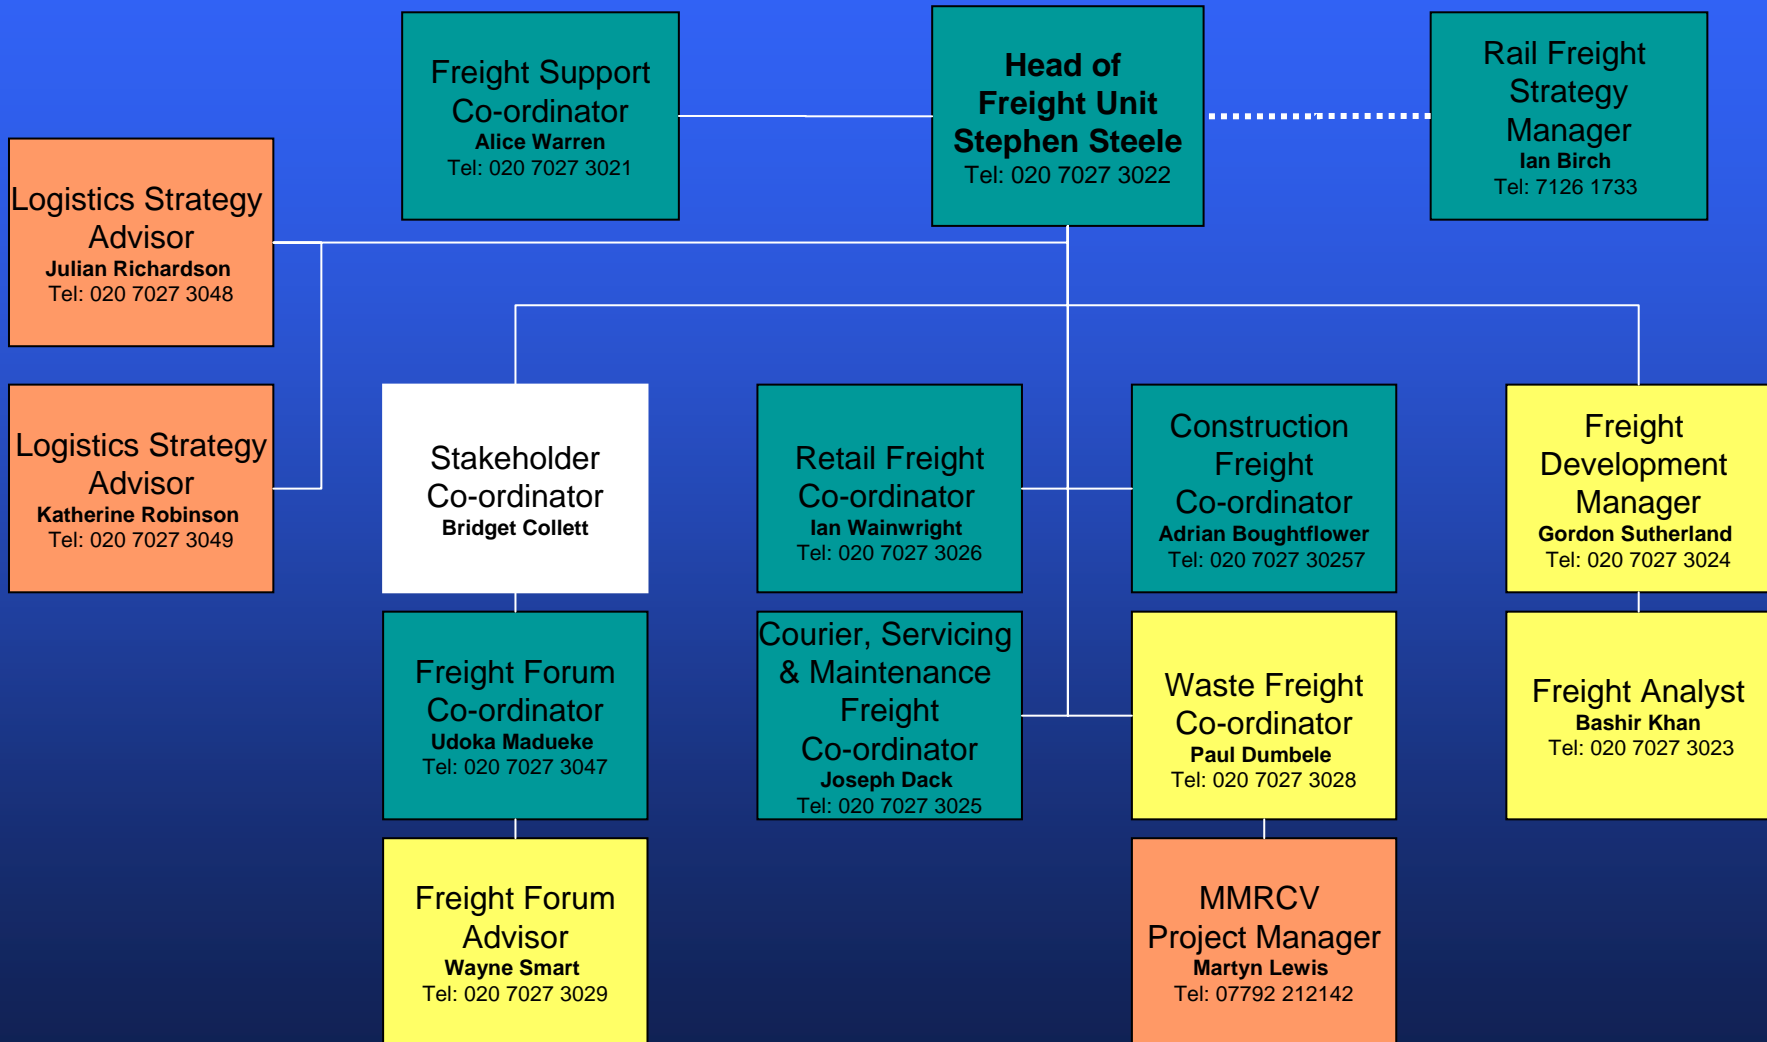 Freight Support
Co-ordinator
Alice Warren
Tel: 020 7027 3021
Head of
Freight Unit
Stephen Steele
Tel: 020 7027 3022
Rail Freight
Strategy
Manager
Ian Birch
Tel: 7126 1733
Logistics Strategy
Advisor
Julian Richardson
Tel: 020 7027 3048
Logistics Strategy
Advisor
Katherine Robinson
Tel: 020 7027 3049
Stakeholder
Co-ordinator
Bridget Collett
Retail Freight
Co-ordinator
Ian Wainwright
Tel: 020 7027 3026
Construction
Freight
Co-ordinator
Adrian Boughtflower
Tel: 020 7027 30257
Freight
Development
Manager
Gordon Sutherland
Tel: 020 7027 3024
Freight Forum
Co-ordinator
Udoka Madueke
Tel: 020 7027 3047
Courier, Servicing
& Maintenance
Freight
Co-ordinator
Joseph Dack
Tel: 020 7027 3025
Waste Freight
Co-ordinator
Paul Dumbele
Tel: 020 7027 3028
Freight Analyst
Bashir Khan
Tel: 020 7027 3023
Freight Forum
Advisor
Wayne Smart
Tel: 020 7027 3029
MMRCV
Project Manager
Martyn Lewis
Tel: 07792 212142